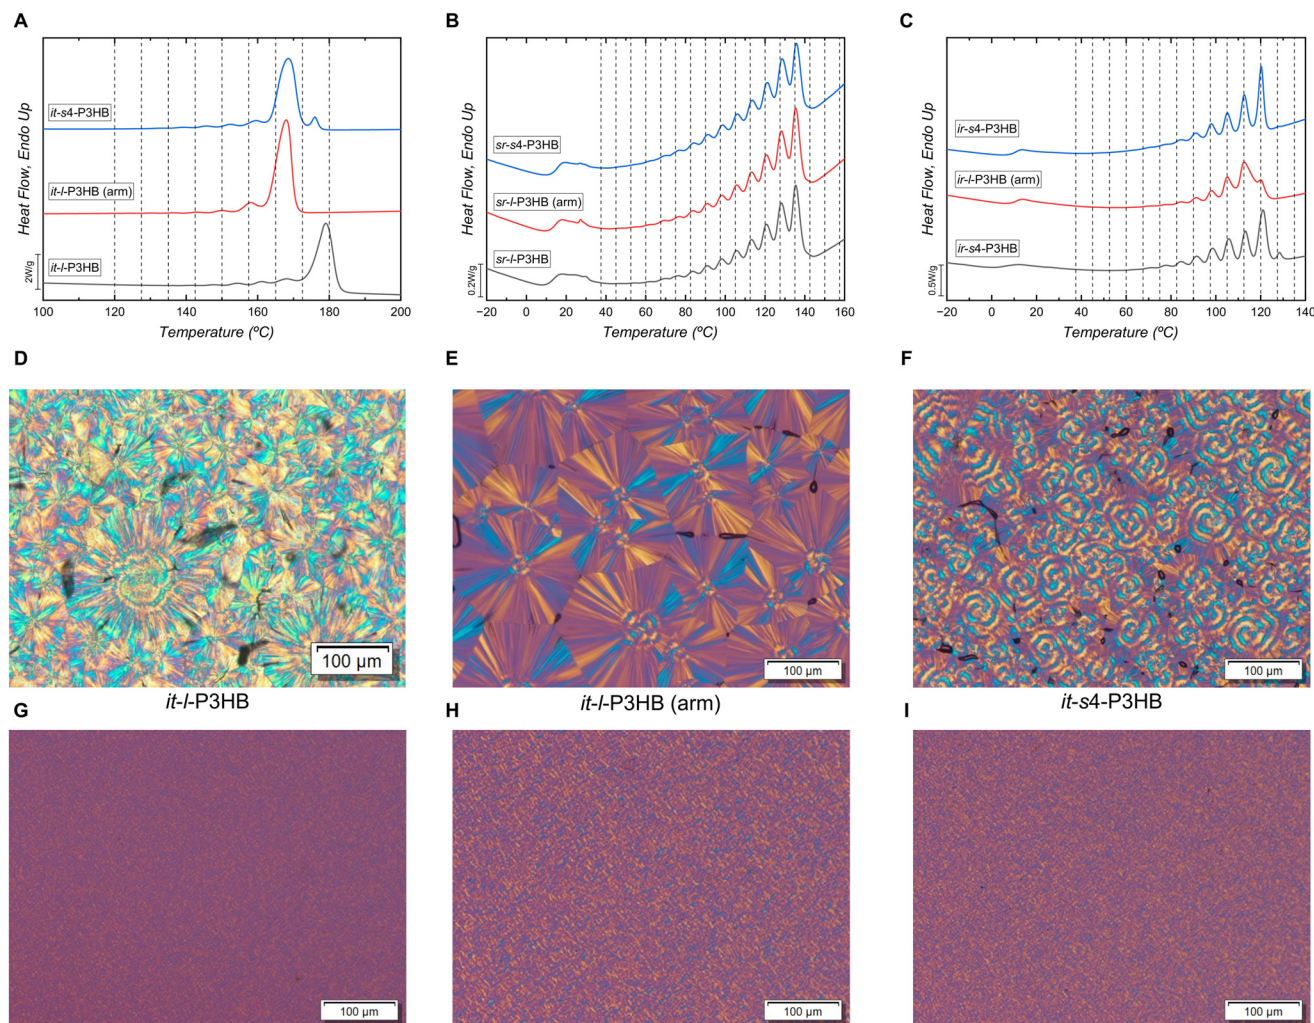 A
Heat Flow, Endo Up
it-s4-P3HB
it-l-P3HB (arm)
it-l-P3HB
2W/g
100 120 140 160 180 200
Temperature (ºC)
B
Heat Flow, Endo Up
sr-s4-P3HB
sr-l-P3HB (arm)
sr-l-P3HB
0.2W/g
−20 0 20 40 60 80 100 120 140 160
Temperature (ºC)
C
Heat Flow, Endo Up
ir-s4-P3HB
ir-l-P3HB (arm)
ir-s4-P3HB
0.5W/g
−20 0 20 40 60 80 100 120 140
Temperature (ºC)
D
100 µm
it-l-P3HB
E
100 µm
it-l-P3HB (arm)
F
100 µm
it-s4-P3HB
G
100 µm
H
100 µm
I
100 µm